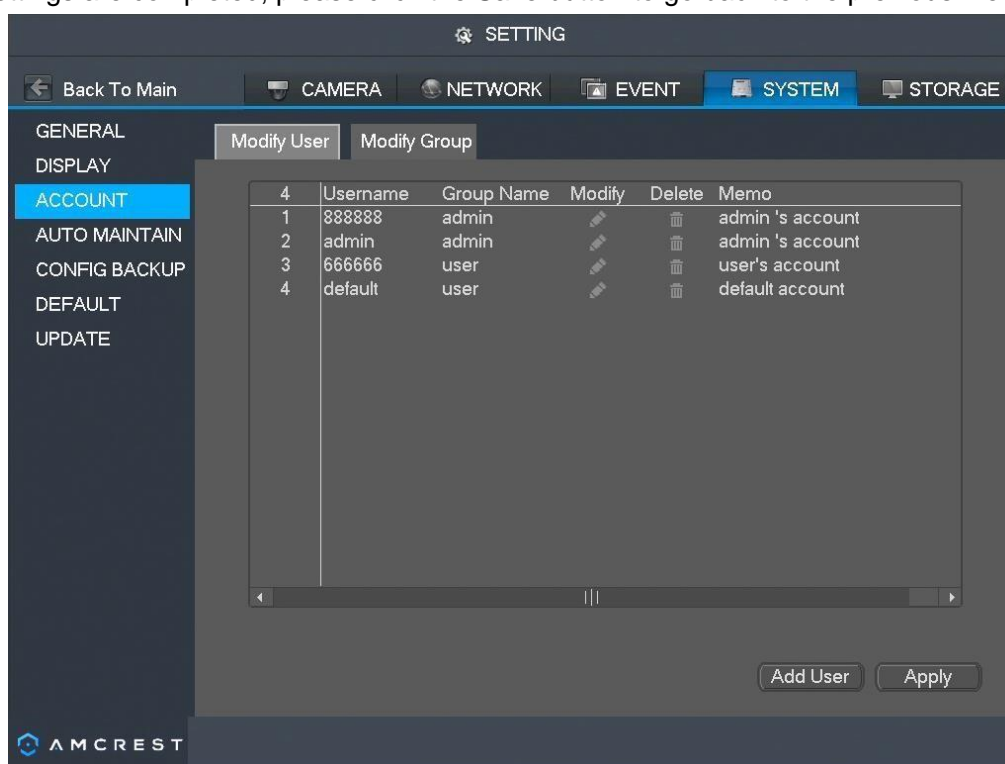 SETTING
Back To Main CAMERA NETWORK EVENT SYSTEM STORAGE
GENERAL
DISPLAY
ACCOUNT
AUTO MAINTAIN
CONFIG BACKUP
DEFAULT
UPDATE
Modify User Modify Group
4 Username Group Name Modify Delete Memo
1 888888 admin admin 's account
2 admin admin admin 's account
3 666666 user user's account
4 default user default account
Add User Apply
AMCREST